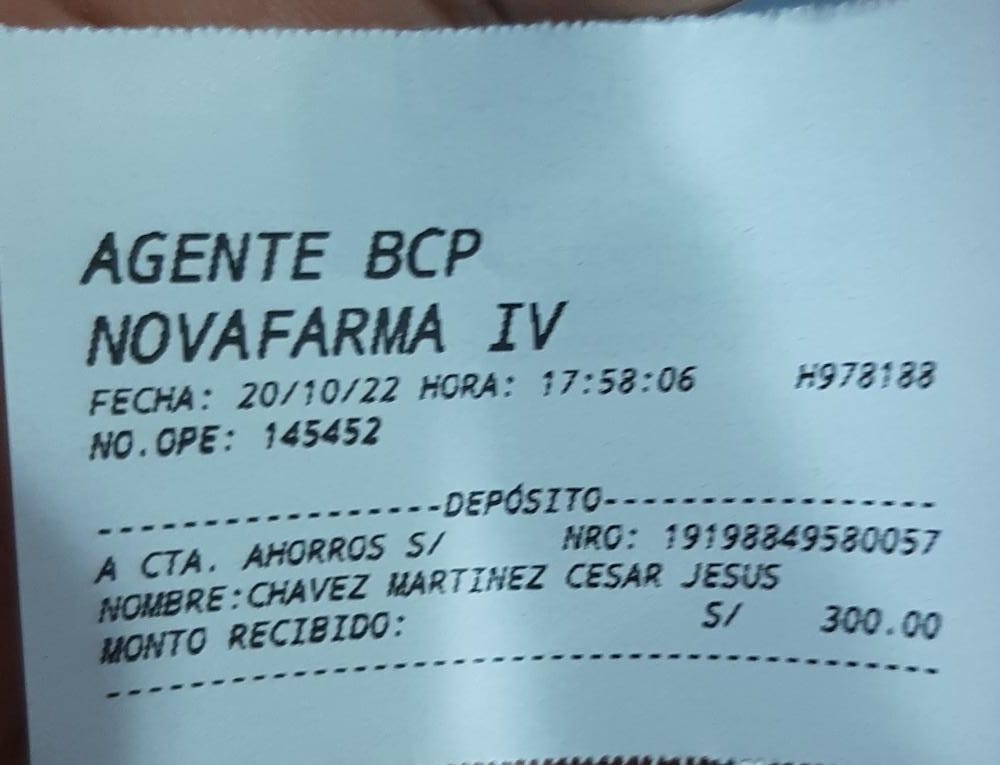 AGENTE BCP
NOVAFARMA IV
FECHA: 20/10/22 HORA: 17:58:06 H978188
NO.OPE: 145452
------------------DEPÓSITO------------------
A CTA. AHORROS S/ NRO: 19198849580057
NOMBRE:CHAVEZ MARTINEZ CESAR JESUS
MONTO RECIBIDO: S/ 300.00
--------------------------------------------